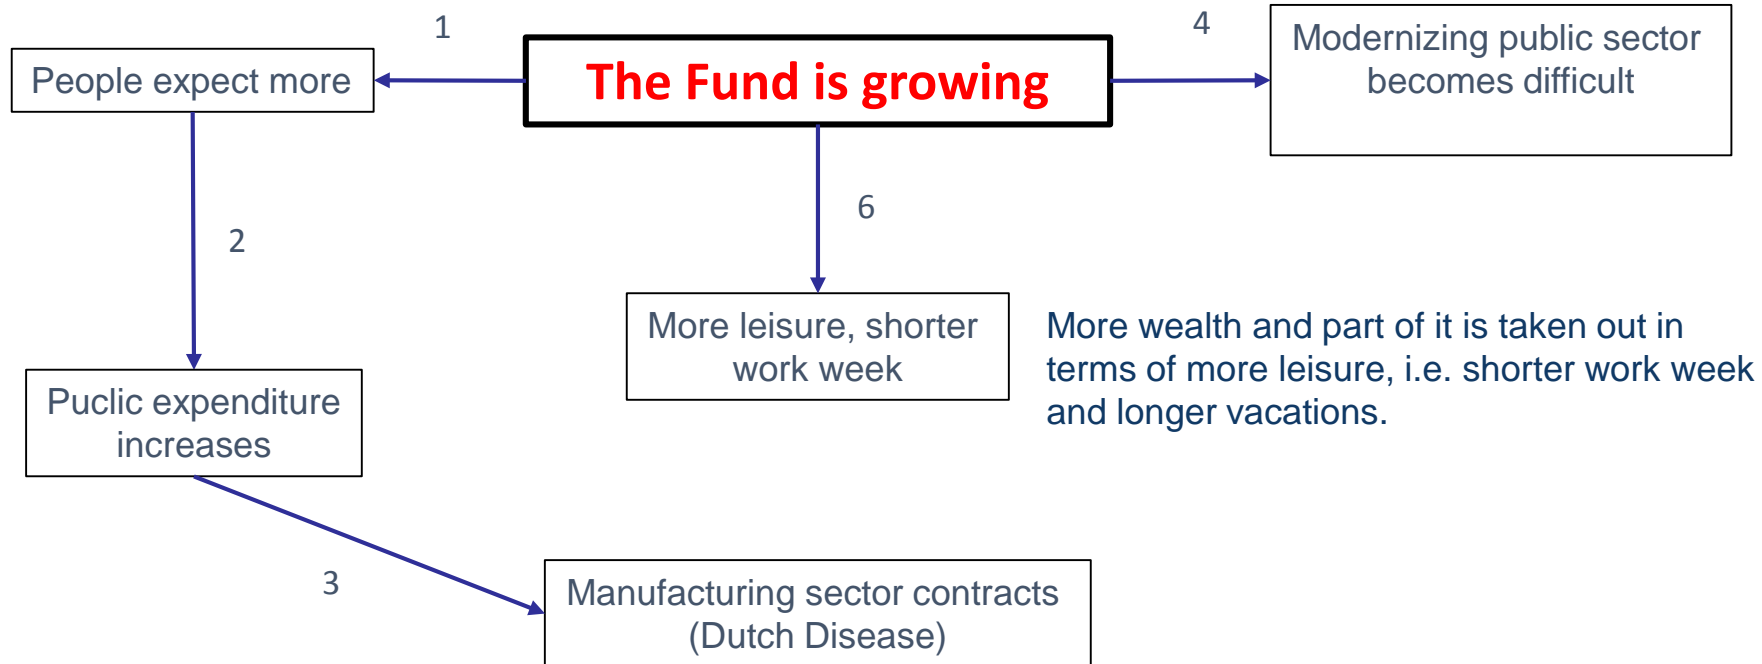 1
4
People expect more
The Fund is growing
Modernizing public sector
becomes difficult
2
6
More leisure, shorter
work week
More wealth and part of it is taken out in
terms of more leisure, i.e. shorter work week
and longer vacations.
Puclic expenditure
increases
3
Manufacturing sector contracts
(Dutch Disease)